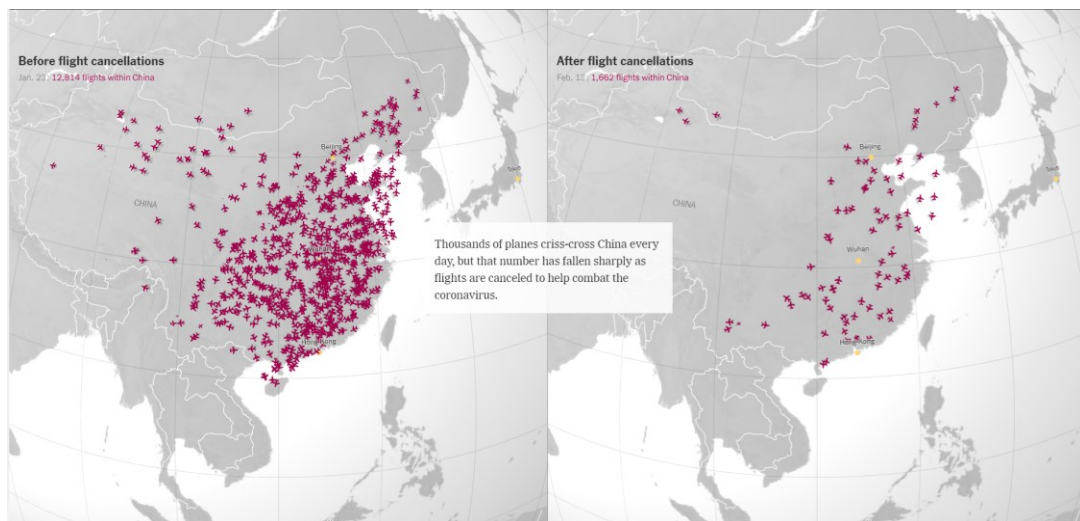 Before flight cancellations
Jan. 23: 12,814 flights within China
Beijing
CHINA
Wuhan
Hong Kong
Thousands of planes criss-cross China every
day, but that number has fallen sharply as
flights are canceled to help combat the
coronavirus.
After flight cancellations
Feb. 13: 1,662 flights within China
Beijing
CHINA
Wuhan
Hong Kong